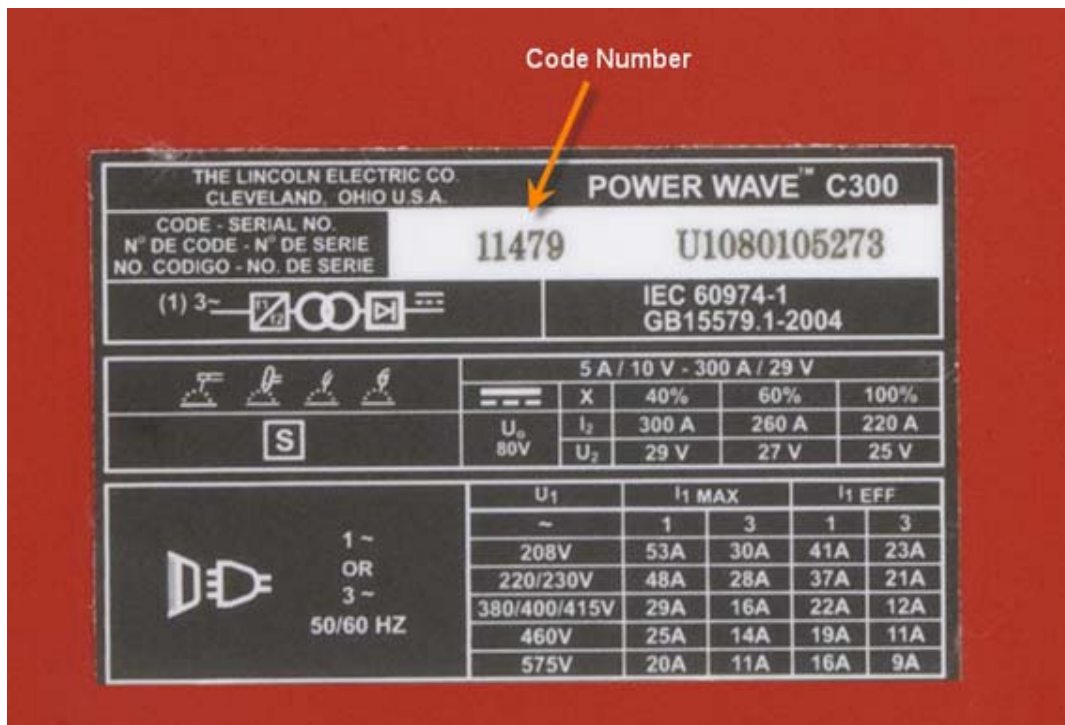 Code Number
THE LINCOLN ELECTRIC CO.
CLEVELAND, OHIO U.S.A.
POWER WAVE™ C300
CODE - SERIAL NO.
N° DE CODE - N° DE SERIE
NO. CODIGO - NO. DE SERIE
11479 U1080105273
(1) 3~ f1 f2
IEC 60974-1
GB15579.1-2004
5 A / 10 V - 300 A / 29 V
X 40% 60% 100%
U₀ 80V
I₂ 300 A 260 A 220 A
U₂ 29 V 27 V 25 V
S
U₁ I₁ MAX I₁ EFF
~ 1 3 1 3
208V 53A 30A 41A 23A
220/230V 48A 28A 37A 21A
380/400/415V 29A 16A 22A 12A
460V 25A 14A 19A 11A
575V 20A 11A 16A 9A
1 ~
OR
3 ~
50/60 HZ